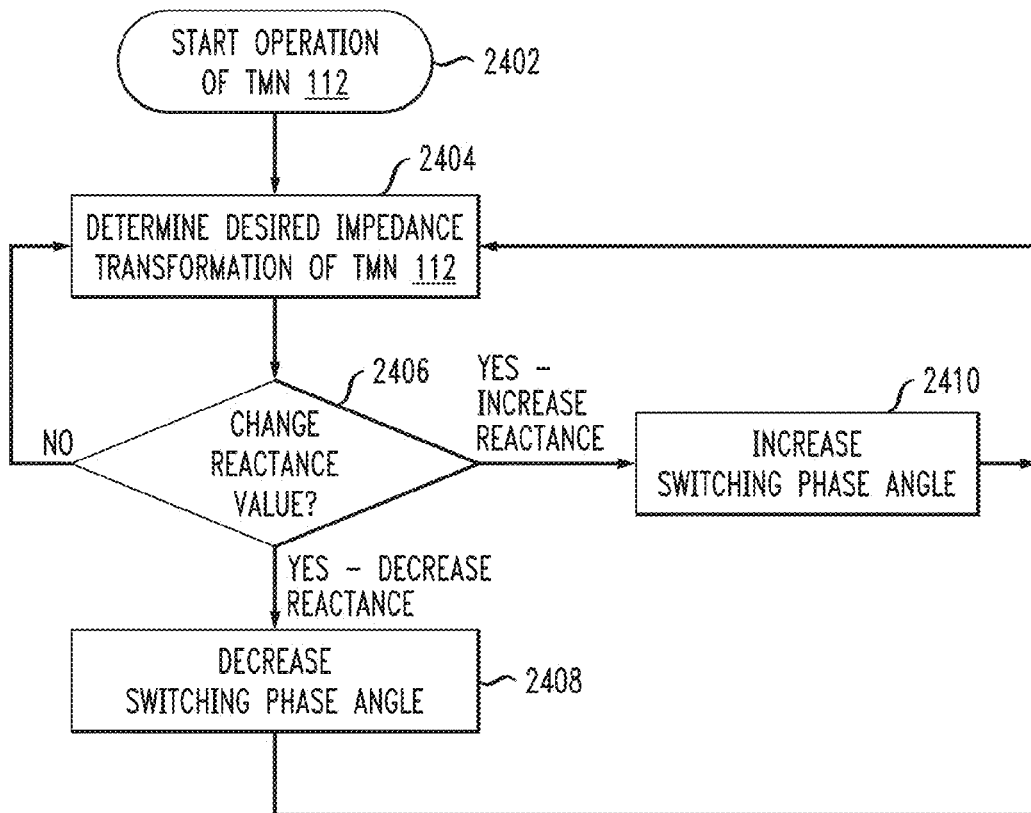 START OPERATION
OF TMN 112
2402
2404
DETERMINE DESIRED IMPEDANCE
TRANSFORMATION OF TMN 112
2406
CHANGE
REACTANCE
VALUE?
NO
YES -
INCREASE
REACTANCE
2410
INCREASE
SWITCHING PHASE ANGLE
YES - DECREASE
REACTANCE
DECREASE
SWITCHING PHASE ANGLE
2408